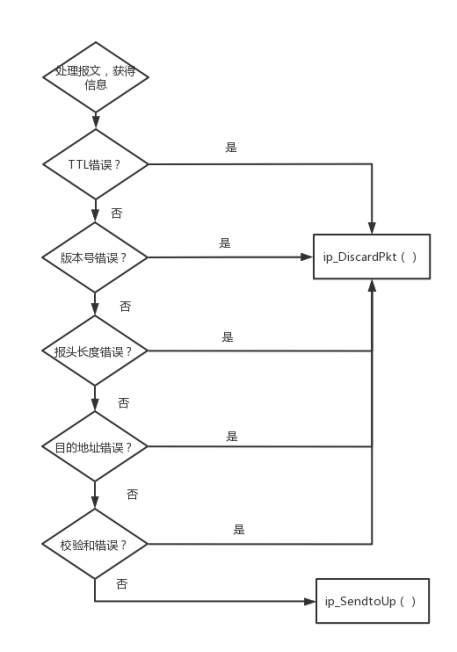 处理报文，获得
信息
TTL错误？
是
否
版本号错误？
是
ip_DiscardPkt（ ）
否
报头长度错误？
是
否
目的地址错误？
是
否
校验和错误？
是
否
ip_SendtoUp（ ）